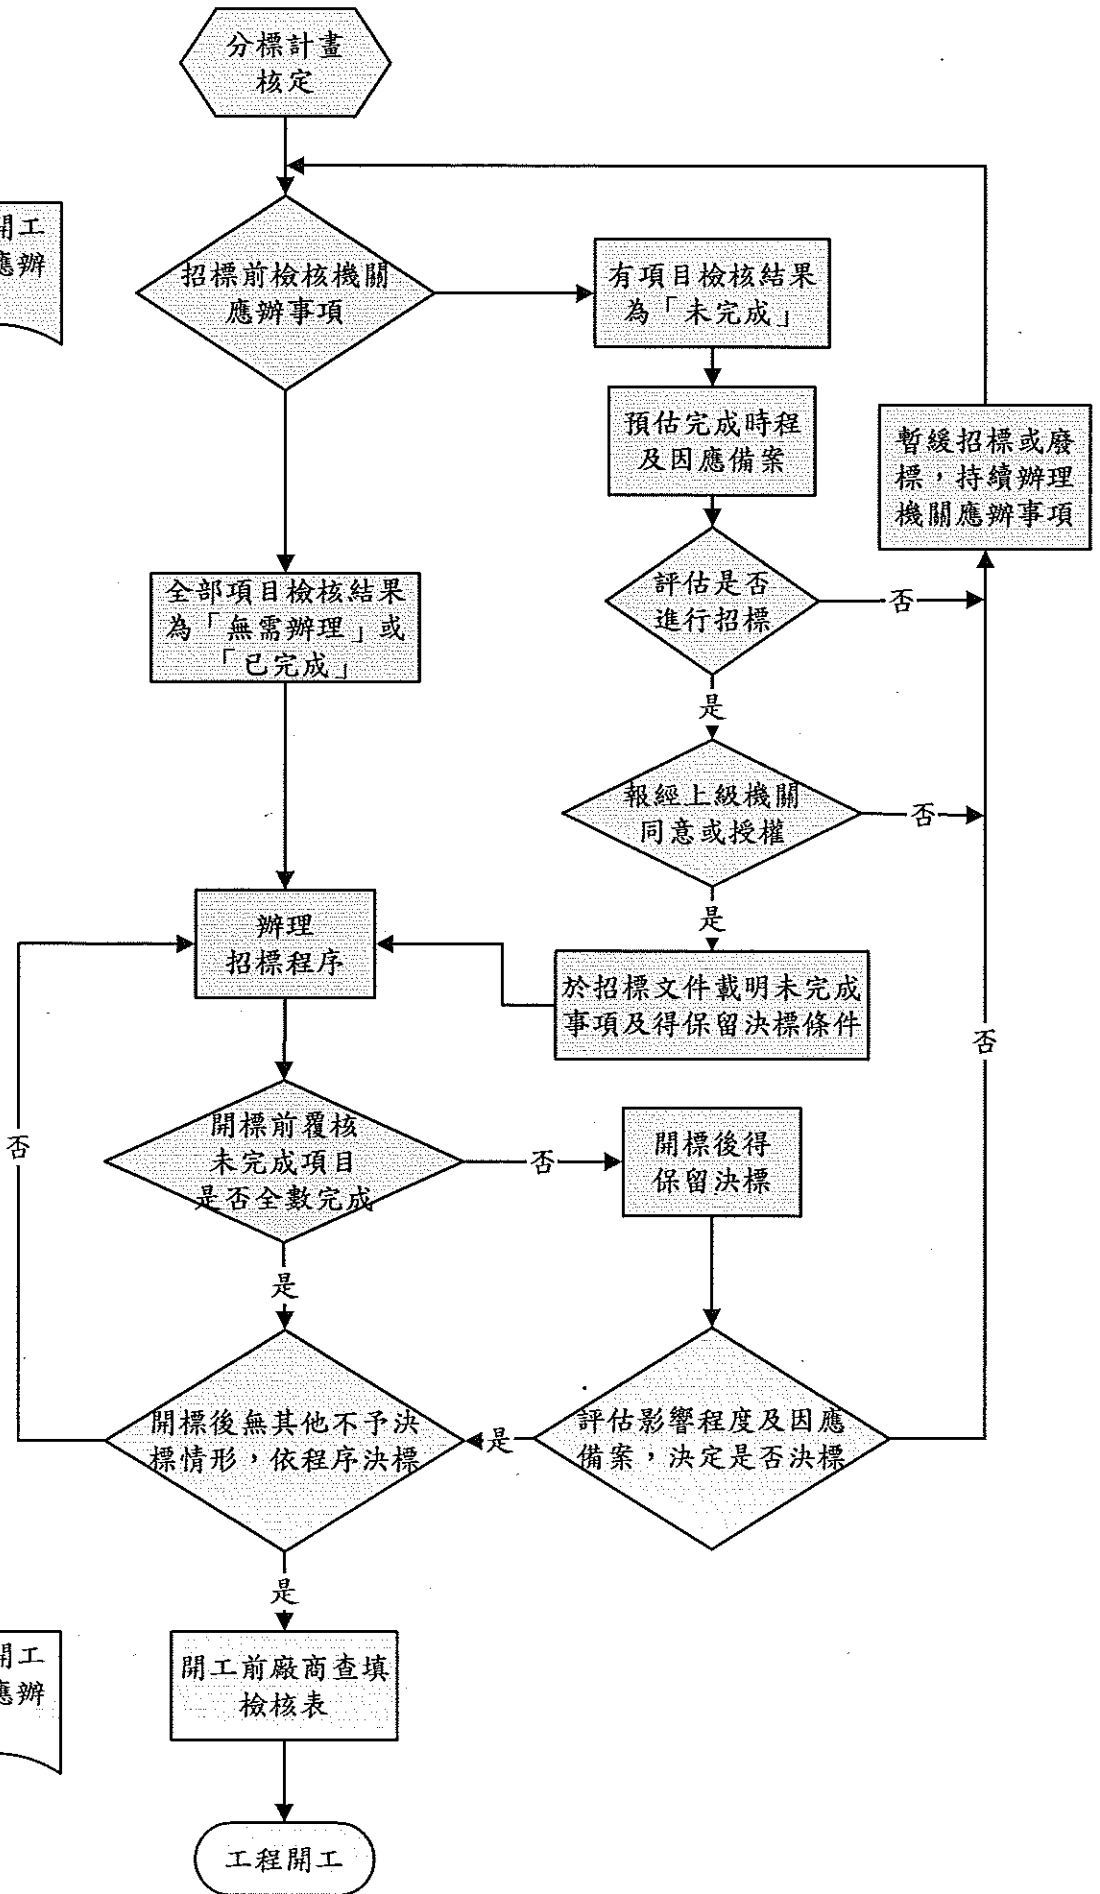 分標計畫
核定
開工
應辦
招標前檢核機關
應辦事項
有項目檢核結果
為「未完成」
預估完成時程
及因應備案
暫緩招標或廢
標，持續辦理
機關應辦事項
評估是否
進行招標
否
是
全部項目檢核結果
為「無需辦理」或
「已完成」
報經上級機關
同意或授權
否
是
辦理
招標程序
於招標文件載明未完成
事項及得保留決標條件
否
開標前覆核
未完成項目
是否全數完成
否
開標後得
保留決標
否
是
開標後無其他不予決
標情形，依程序決標
是
評估影響程度及因應
備案，決定是否決標
是
開工
應辦
開工前廠商查填
檢核表
工程開工